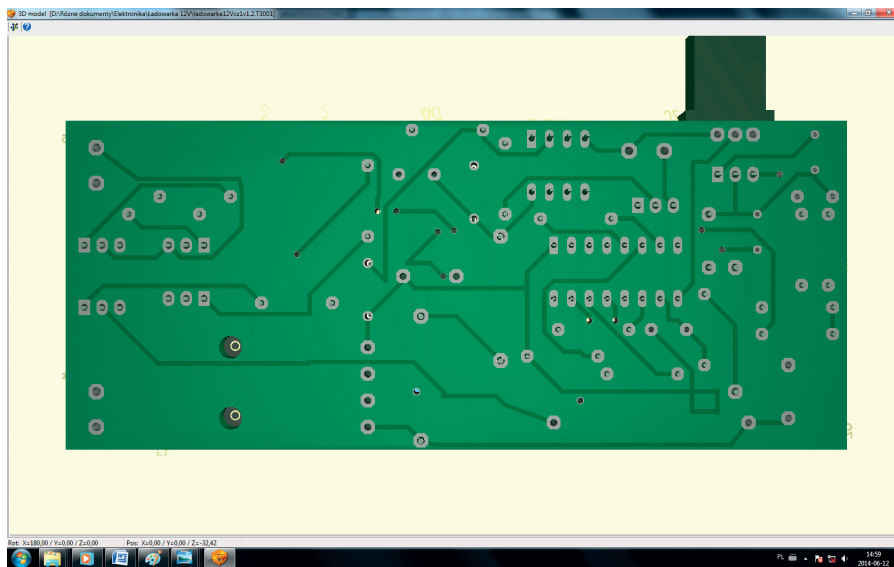 3D model [D:\Rózne dokumenty\Elektronika\Ładowarka 12V\ładowarka12Vcz1v1.2.T3001]
Rot: X=180,00 / Y=0,00 / Z=0,00 Pos: X=0,00 / Y=0,00 / Z=-32,42
PL 14:59
2014-06-12